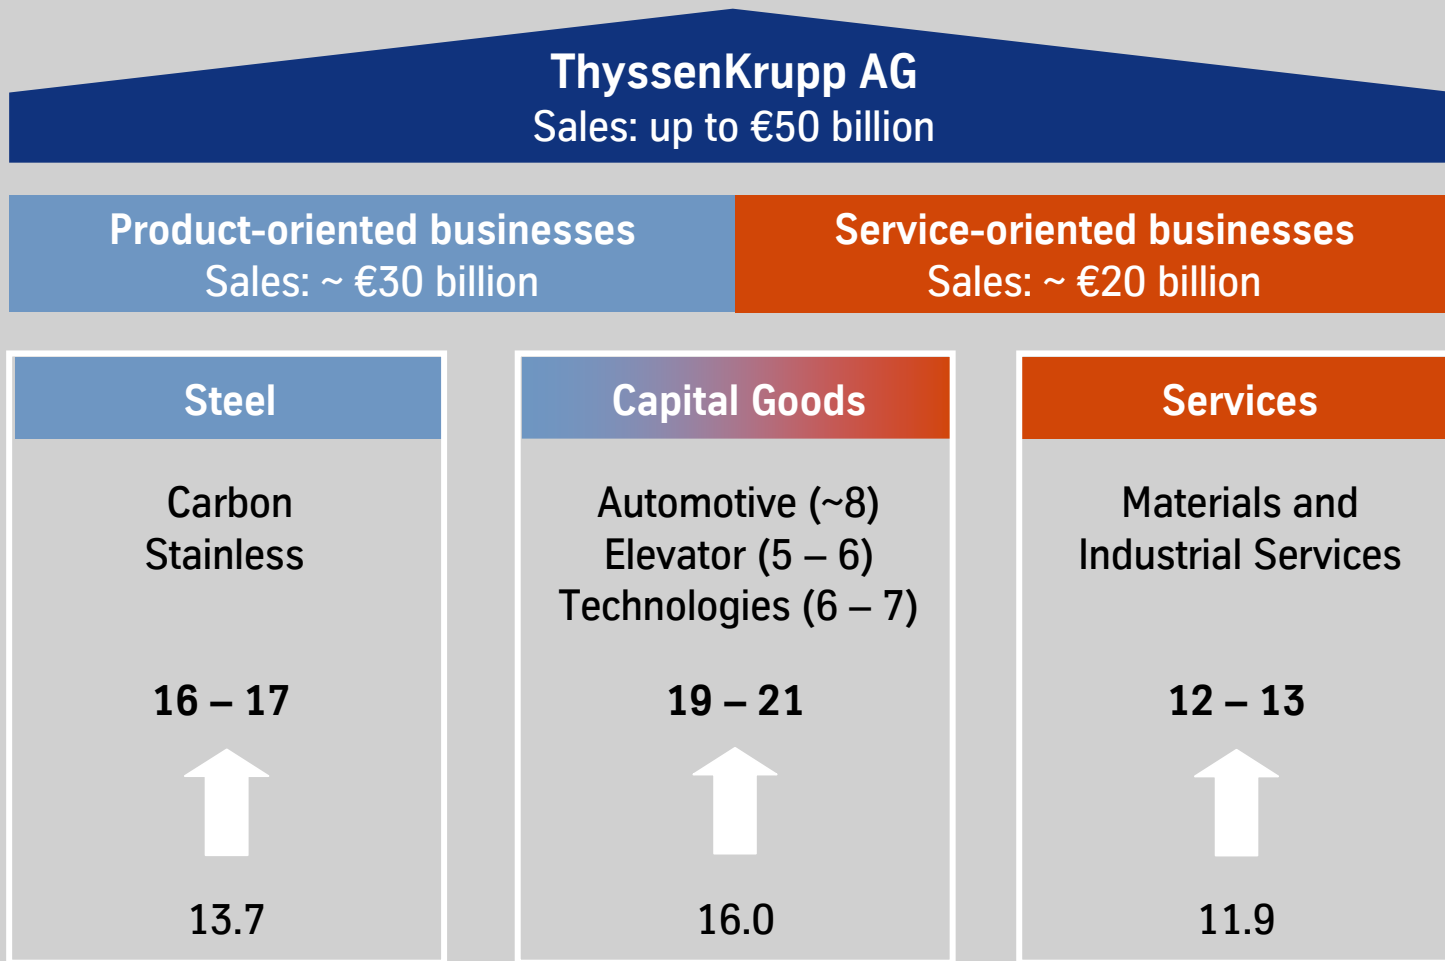 ThyssenKrupp AG
Sales: up to €50 billion
Product-oriented businesses
Sales: ~ €30 billion
Service-oriented businesses
Sales: ~ €20 billion
Steel
Carbon
Stainless
16 – 17
13.7
Capital Goods
Automotive (~8)
Elevator (5 – 6)
Technologies (6 – 7)
19 – 21
16.0
Services
Materials and
Industrial Services
12 – 13
11.9